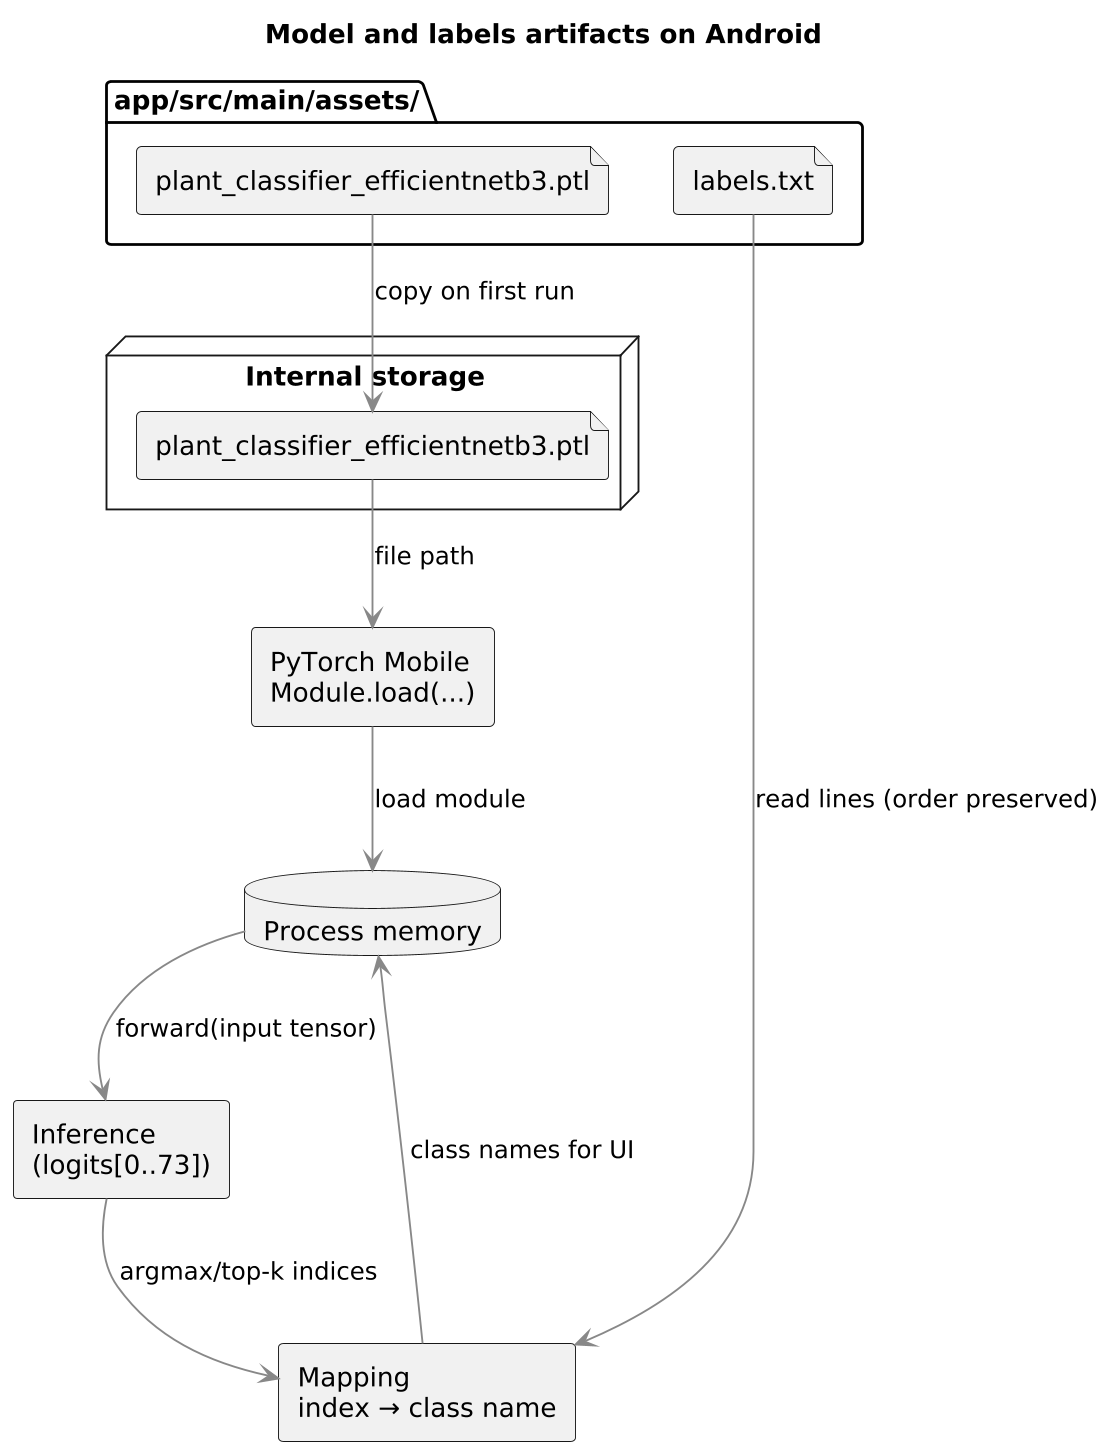 Model and labels artifacts on Android
app/src/main/assets/
plant_classifier_efficientnetb3.ptl
labels.txt
copy on first run
Internal storage
plant_classifier_efficientnetb3.ptl
file path
PyTorch Mobile
Module.load(...)
load module
read lines (order preserved)
Process memory
forward(input tensor)
Inference
(logits[0..73])
class names for UI
argmax/top-k indices
Mapping
index → class name